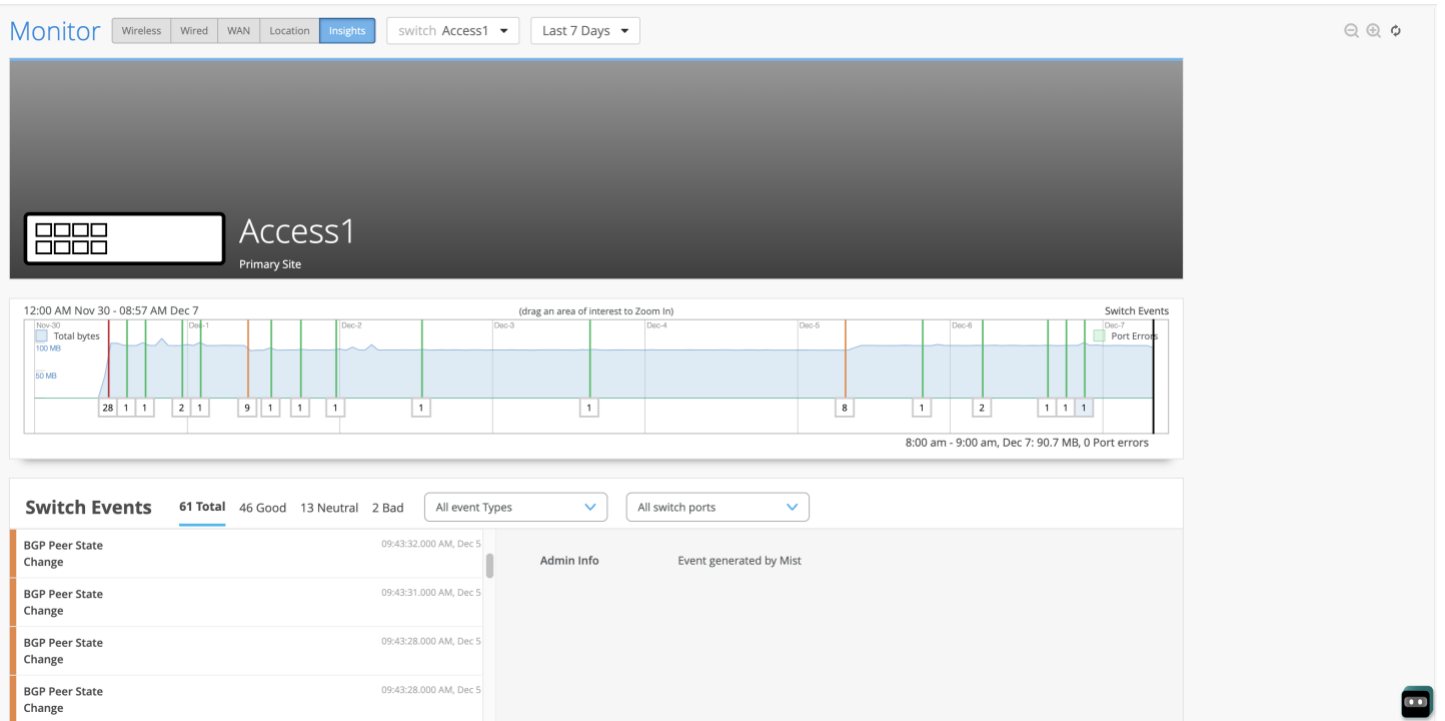 Monitor Wireless Wired WAN Location Insights switch Access1 Last 7 Days
Access1
Primary Site
12:00 AM Nov 30 - 08:57 AM Dec 7 (drag an area of interest to Zoom In) Switch Events
Nov-30 Dec-1 Dec-2 Dec-3 Dec-4 Dec-5 Dec-6 Dec-7
Total bytes Port Errors
100 MB
50 MB
28 1 1 2 1 9 1 1 1 1 1 8 1 2 1 1 1
8:00 am - 9:00 am, Dec 7: 90.7 MB, 0 Port errors
Switch Events 61 Total 46 Good 13 Neutral 2 Bad All event Types All switch ports
BGP Peer State 09:43:32.000 AM, Dec 5
Change
Admin Info Event generated by Mist
BGP Peer State 09:43:31.000 AM, Dec 5
Change
BGP Peer State 09:43:28.000 AM, Dec 5
Change
BGP Peer State 09:43:28.000 AM, Dec 5
Change